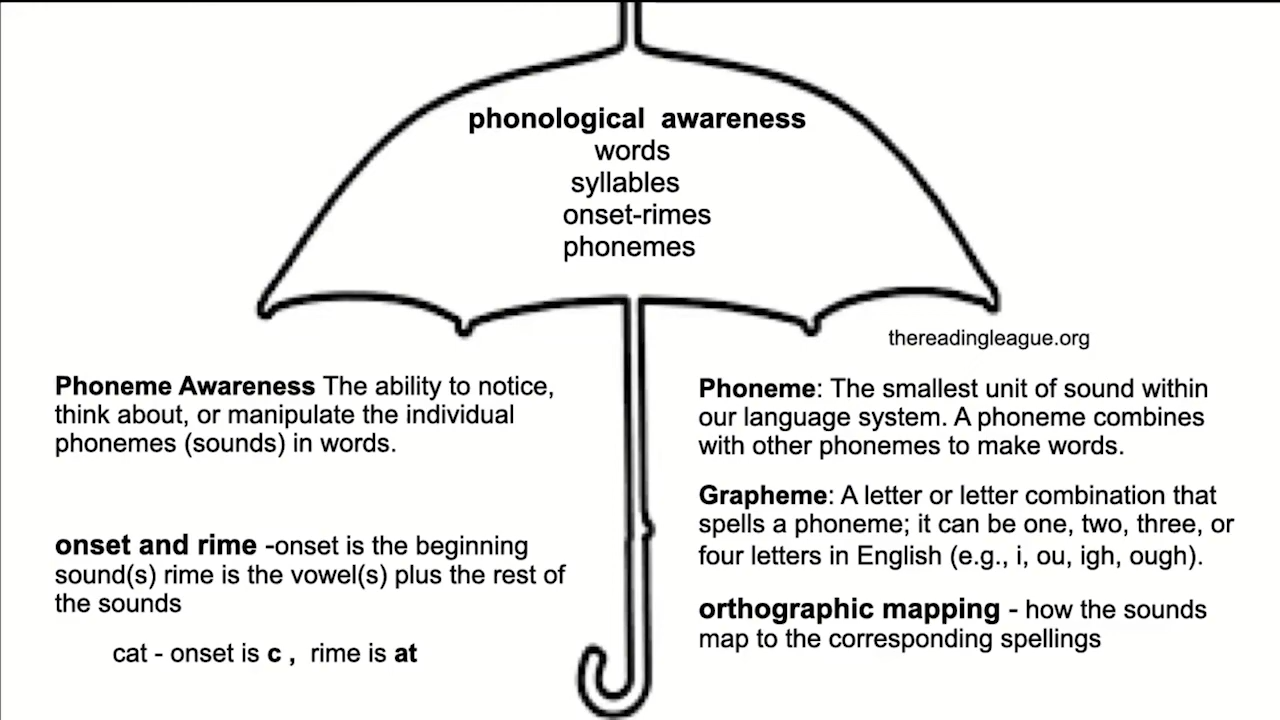 phonological awareness
words
syllables
onset-rimes
phonemes
thereadingleague.org
Phoneme Awareness The ability to notice,
think about, or manipulate the individual
phonemes (sounds) in words.
onset and rime -onset is the beginning
sound(s) rime is the vowel(s) plus the rest of
the sounds
cat - onset is c , rime is at
Phoneme: The smallest unit of sound within
our language system. A phoneme combines
with other phonemes to make words.
Grapheme: A letter or letter combination that
spells a phoneme; it can be one, two, three, or
four letters in English (e.g., i, ou, igh, ough).
orthographic mapping - how the sounds
map to the corresponding spellings